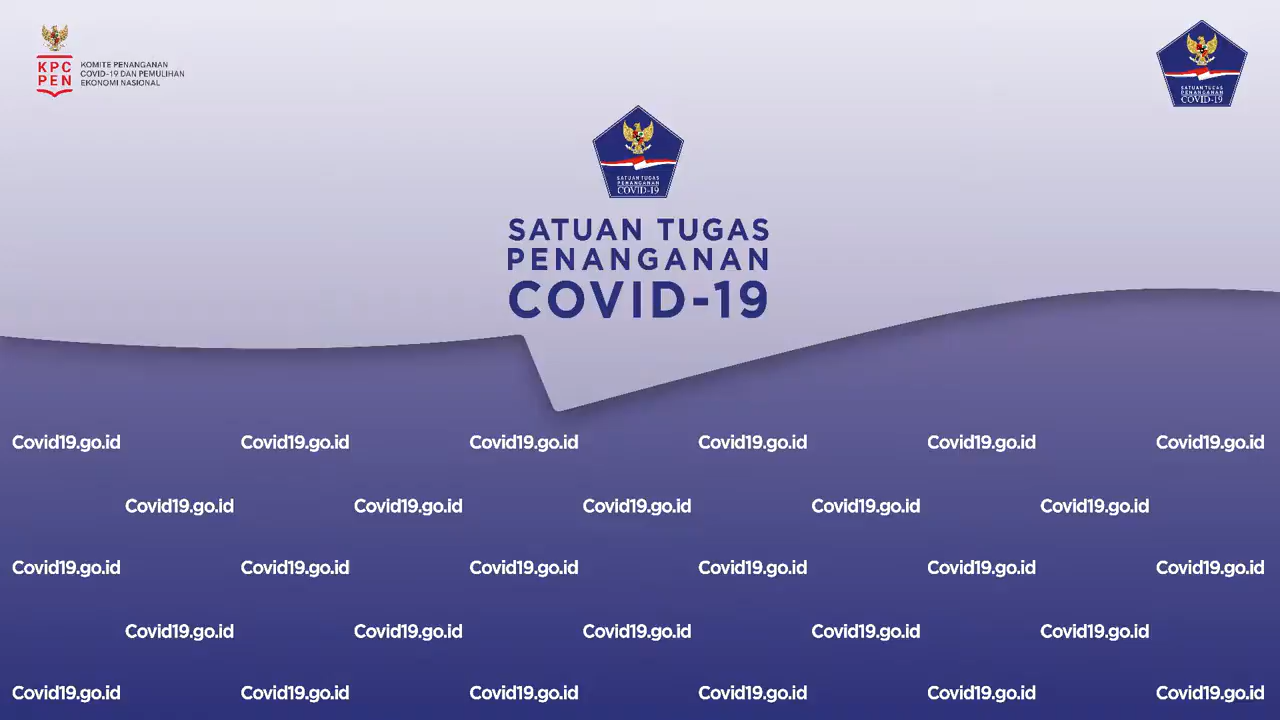 KPC
PEN
KOMITE PENANGANAN
COVID-19 DAN PEMULIHAN
EKONOMI NASIONAL
SATUAN TUGAS
PENANGANAN
COVID-19
SATUAN TUGAS
PENANGANAN
COVID-19
SATUAN TUGAS
PENANGANAN
COVID-19
Covid19.go.id Covid19.go.id Covid19.go.id Covid19.go.id Covid19.go.id Covid19.go.id
Covid19.go.id Covid19.go.id Covid19.go.id Covid19.go.id Covid19.go.id
Covid19.go.id Covid19.go.id Covid19.go.id Covid19.go.id Covid19.go.id Covid19.go.id
Covid19.go.id Covid19.go.id Covid19.go.id Covid19.go.id Covid19.go.id
Covid19.go.id Covid19.go.id Covid19.go.id Covid19.go.id Covid19.go.id Covid19.go.id